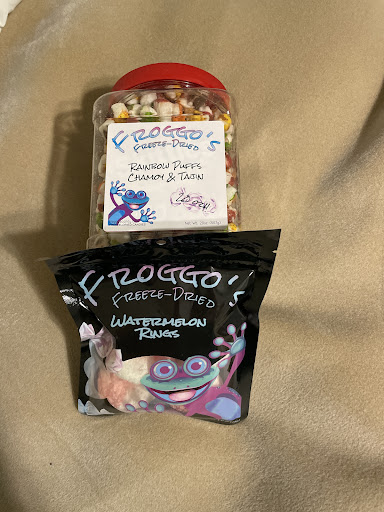 FROGGO'S
FREEZE-DRIED
RAINBOW PUFFS
CHAMOY & TAJIN
FROGGO'S
FREEZE-DRIED
WATERMELON
RINGS